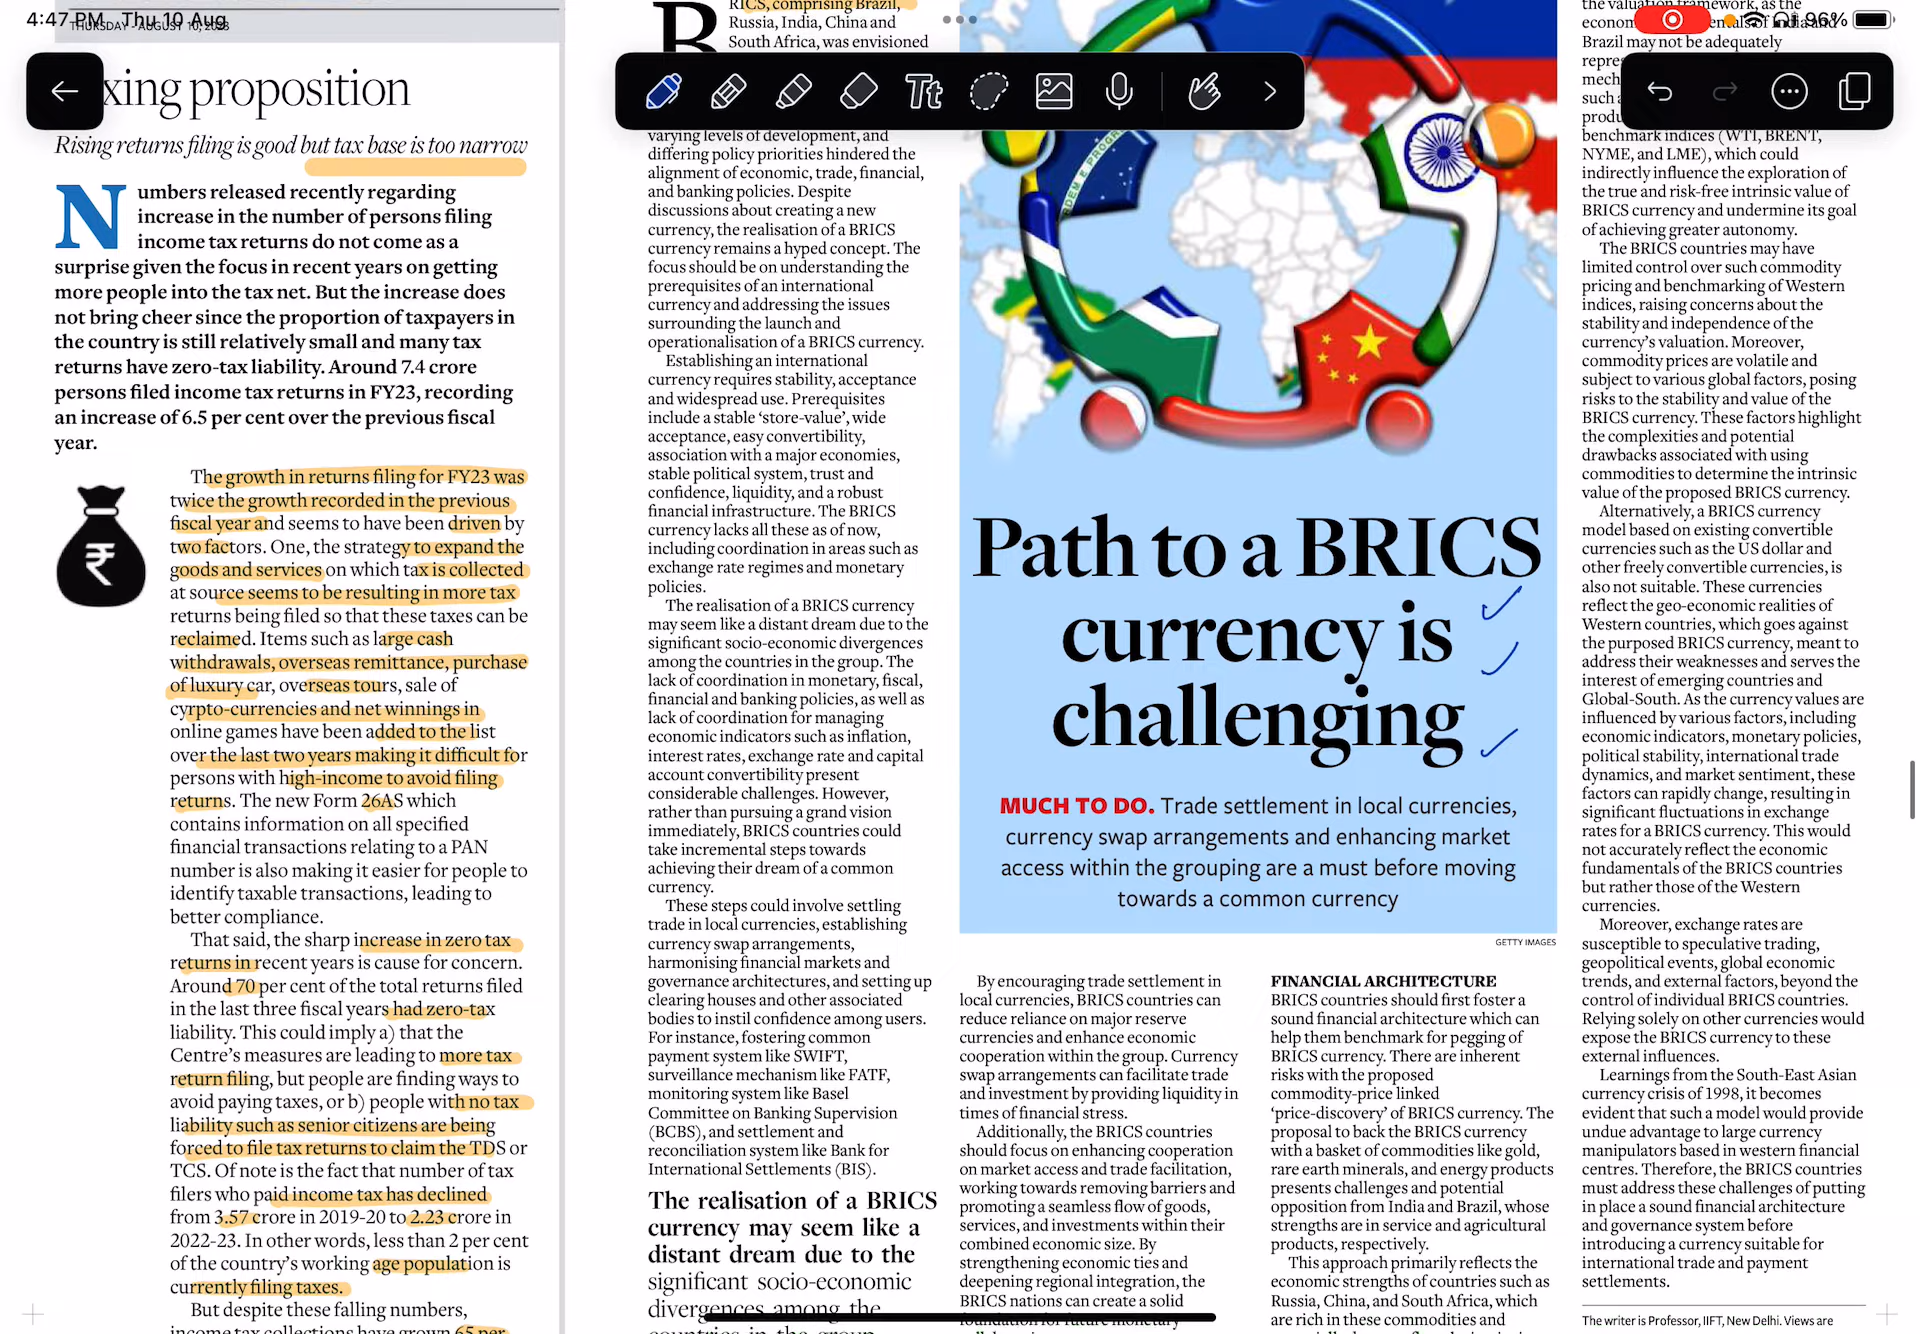 4:47 PM Thu 10 Aug
96%
THURSDAY - AUGUST 10, 2023
xing proposition
Rising returns filing is good but tax base is too narrow
Numbers released recently regarding
increase in the number of persons filing
income tax returns do not come as a
surprise given the focus in recent years on getting
more people into the tax net. But the increase does
not bring cheer since the proportion of taxpayers in
the country is still relatively small and many tax
returns have zero-tax liability. Around 7.4 crore
persons filed income tax returns in FY23, recording
an increase of 6.5 per cent over the previous fiscal
year.
The growth in returns filing for FY23 was
twice the growth recorded in the previous
fiscal year and seems to have been driven by
two factors. One, the strategy to expand the
goods and services on which tax is collected
at source seems to be resulting in more tax
returns being filed so that these taxes can be
reclaimed. Items such as large cash
withdrawals, overseas remittance, purchase
of luxury car, overseas tours, sale of
cyrpto-currencies and net winnings in
online games have been added to the list
over the last two years making it difficult for
persons with high-income to avoid filing
returns. The new Form 26AS which
contains information on all specified
financial transactions relating to a PAN
number is also making it easier for people to
identify taxable transactions, leading to
better compliance.
That said, the sharp increase in zero tax
returns in recent years is cause for concern.
Around 70 per cent of the total returns filed
in the last three fiscal years had zero-tax
liability. This could imply a) that the
Centre's measures are leading to more tax
return filing, but people are finding ways to
avoid paying taxes, or b) people with no tax
liability such as senior citizens are being
forced to file tax returns to claim the TDS or
TCS. Of note is the fact that number of tax
filers who paid income tax has declined
from 3.57 crore in 2019-20 to 2.23 crore in
2022-23. In other words, less than 2 per cent
of the country's working age population is
currently filing taxes.
But despite these falling numbers,
income tax collections have grown 65 per
BRICS, comprising Brazil,
Russia, India, China and
South Africa, was envisioned
varying levels of development, and
differing policy priorities hindered the
alignment of economic, trade, financial,
and banking policies. Despite
discussions about creating a new
currency, the realisation of a BRICS
currency remains a hyped concept. The
focus should be on understanding the
prerequisites of an international
currency and addressing the issues
surrounding the launch and
operationalisation of a BRICS currency.
Establishing an international
currency requires stability, acceptance
and widespread use. Prerequisites
include a stable ‘store-value’, wide
acceptance, easy convertibility,
association with a major economies,
stable political system, trust and
confidence, liquidity, and a robust
financial infrastructure. The BRICS
currency lacks all these as of now,
including coordination in areas such as
exchange rate regimes and monetary
policies.
The realisation of a BRICS currency
may seem like a distant dream due to the
significant socio-economic divergences
among the countries in the group. The
lack of coordination in monetary, fiscal,
financial and banking policies, as well as
lack of coordination for managing
economic indicators such as inflation,
interest rates, exchange rate and capital
account convertibility present
considerable challenges. However,
rather than pursuing a grand vision
immediately, BRICS countries could
take incremental steps towards
achieving their dream of a common
currency.
These steps could involve settling
trade in local currencies, establishing
currency swap arrangements,
harmonising financial markets and
governance architectures, and setting up
clearing houses and other associated
bodies to instil confidence among users.
For instance, fostering common
payment system like SWIFT,
surveillance mechanism like FATF,
monitoring system like Basel
Committee on Banking Supervision
(BCBS), and settlement and
reconciliation system like Bank for
International Settlements (BIS).
The realisation of a BRICS
currency may seem like a
distant dream due to the
significant socio-economic
divergences among the
countries in the group
DEM E PROG
Path to a BRICS
currency is
challenging
MUCH TO DO. Trade settlement in local currencies,
currency swap arrangements and enhancing market
access within the grouping are a must before moving
towards a common currency
GETTY IMAGES
By encouraging trade settlement in
local currencies, BRICS countries can
reduce reliance on major reserve
currencies and enhance economic
cooperation within the group. Currency
swap arrangements can facilitate trade
and investment by providing liquidity in
times of financial stress.
Additionally, the BRICS countries
should focus on enhancing cooperation
on market access and trade facilitation,
working towards removing barriers and
promoting a seamless flow of goods,
services, and investments within their
combined economic size. By
strengthening economic ties and
deepening regional integration, the
BRICS nations can create a solid
foundation for future monetary
FINANCIAL ARCHITECTURE
BRICS countries should first foster a
sound financial architecture which can
help them benchmark for pegging of
BRICS currency. There are inherent
risks with the proposed
commodity-price linked
‘price-discovery’ of BRICS currency. The
proposal to back the BRICS currency
with a basket of commodities like gold,
rare earth minerals, and energy products
presents challenges and potential
opposition from India and Brazil, whose
strengths are in service and agricultural
products, respectively.
This approach primarily reflects the
economic strengths of countries such as
Russia, China, and South Africa, which
are rich in these commodities and
the valuation framework, as the
Brazil may not be adequately
such a
benchmark indices (WTI, BRENT,
NYME, and LME), which could
indirectly influence the exploration of
the true and risk-free intrinsic value of
BRICS currency and undermine its goal
of achieving greater autonomy.
The BRICS countries may have
limited control over such commodity
pricing and benchmarking of Western
indices, raising concerns about the
stability and independence of the
currency's valuation. Moreover,
commodity prices are volatile and
subject to various global factors, posing
risks to the stability and value of the
BRICS currency. These factors highlight
the complexities and potential
drawbacks associated with using
commodities to determine the intrinsic
value of the proposed BRICS currency.
Alternatively, a BRICS currency
model based on existing convertible
currencies such as the US dollar and
other freely convertible currencies, is
also not suitable. These currencies
reflect the geo-economic realities of
Western countries, which goes against
the purposed BRICS currency, meant to
address their weaknesses and serves the
interest of emerging countries and
Global-South. As the currency values are
influenced by various factors, including
economic indicators, monetary policies,
political stability, international trade
dynamics, and market sentiment, these
factors can rapidly change, resulting in
significant fluctuations in exchange
rates for a BRICS currency. This would
not accurately reflect the economic
fundamentals of the BRICS countries
but rather those of the Western
currencies.
Moreover, exchange rates are
susceptible to speculative trading,
geopolitical events, global economic
trends, and external factors, beyond the
control of individual BRICS countries.
Relying solely on other currencies would
expose the BRICS currency to these
external influences.
Learnings from the South-East Asian
currency crisis of 1998, it becomes
evident that such a model would provide
undue advantage to large currency
manipulators based in western financial
centres. Therefore, the BRICS countries
must address these challenges of putting
in place a sound financial architecture
and governance system before
introducing a currency suitable for
international trade and payment
settlements.
The writer is Professor, IIFT, New Delhi. Views are